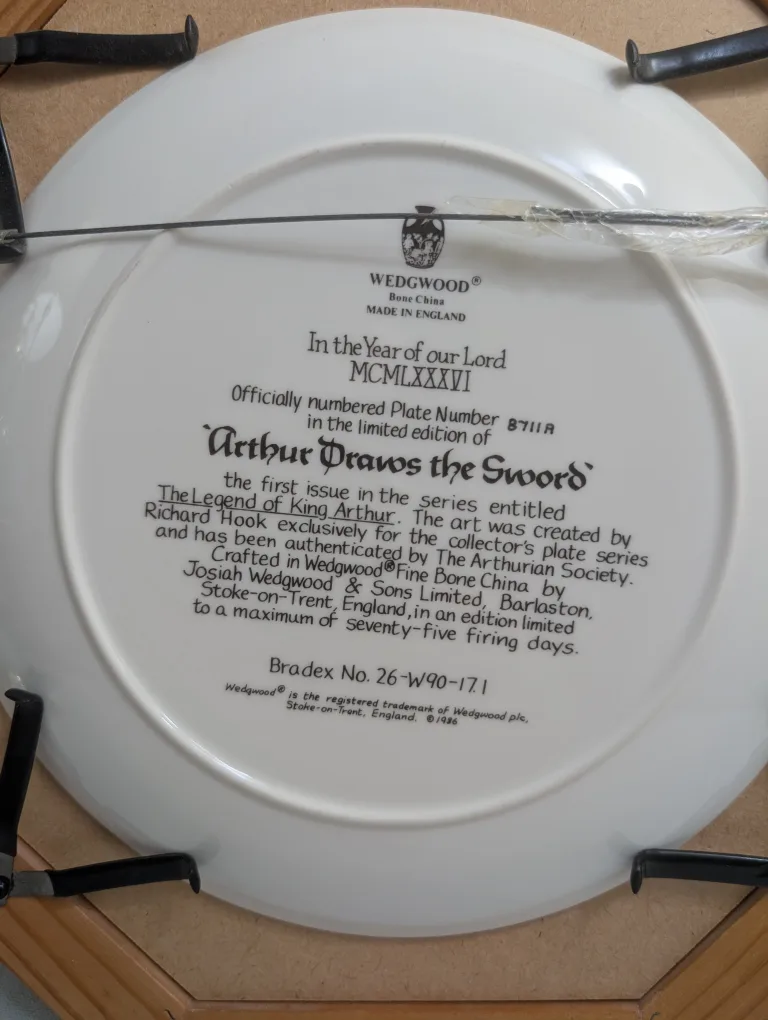 WEDGWOOD®
Bone China
MADE IN ENGLAND
In the Year of our Lord
MCMLXXXVI
Officially numbered Plate Number 8711A
in the limited edition of
'Arthur Draws the Sword'
the first issue in the series entitled
The Legend of King Arthur. The art was created by
Richard Hook exclusively for the collector's plate series
and has been authenticated by The Arthurian Society.
Crafted in Wedgwood® Fine Bone China by
Josiah Wedgwood & Sons Limited, Barlaston,
Stoke-on-Trent, England, in an edition limited
to a maximum of seventy-five firing days.
Bradex No. 26-W90-17.1
Wedgwood® is the registered trademark of Wedgwood plc,
Stoke-on-Trent, England. ©1986